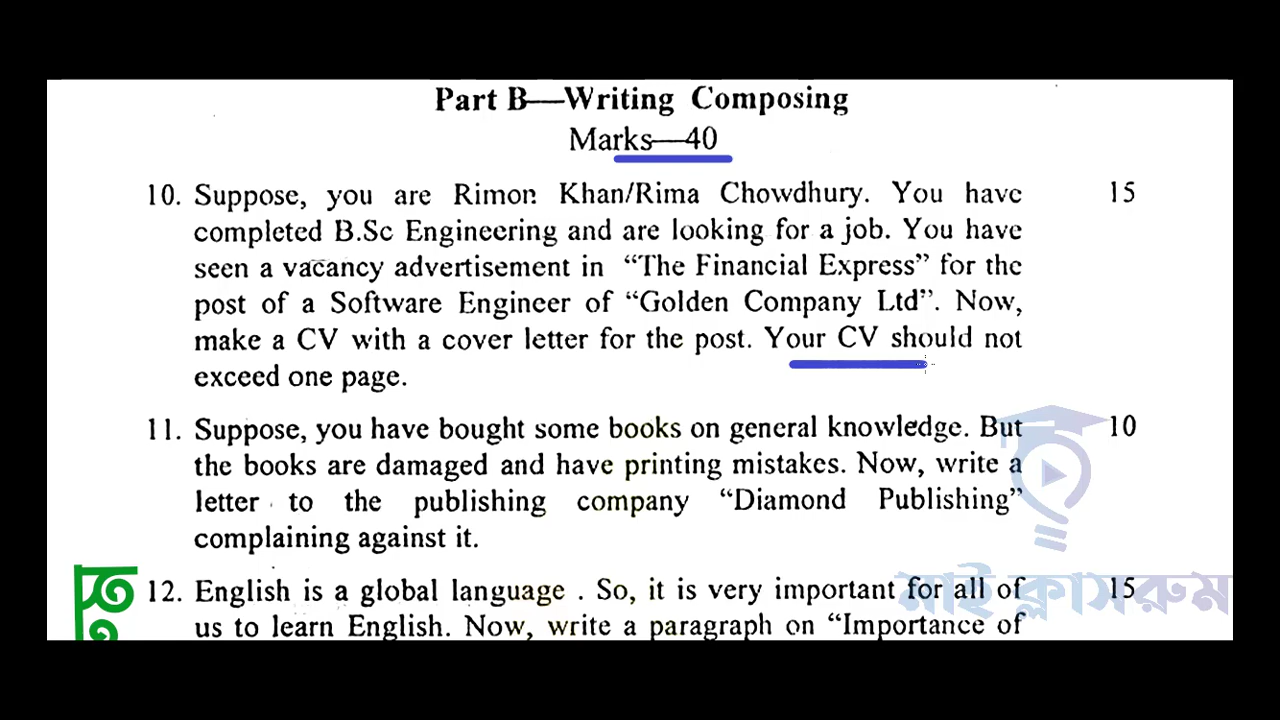 Part B—Writing Composing
Marks—40
10. Suppose, you are Rimon Khan/Rima Chowdhury. You have 15
completed B.Sc Engineering and are looking for a job. You have
seen a vacancy advertisement in “The Financial Express” for the
post of a Software Engineer of “Golden Company Ltd”. Now,
make a CV with a cover letter for the post. Your CV should not
exceed one page.
11. Suppose, you have bought some books on general knowledge. But 10
the books are damaged and have printing mistakes. Now, write a
letter to the publishing company “Diamond Publishing”
complaining against it.
মাই ক্লাসরুম
12. English is a global language . So, it is very important for all of 15
us to learn English. Now, write a paragraph on “Importance of